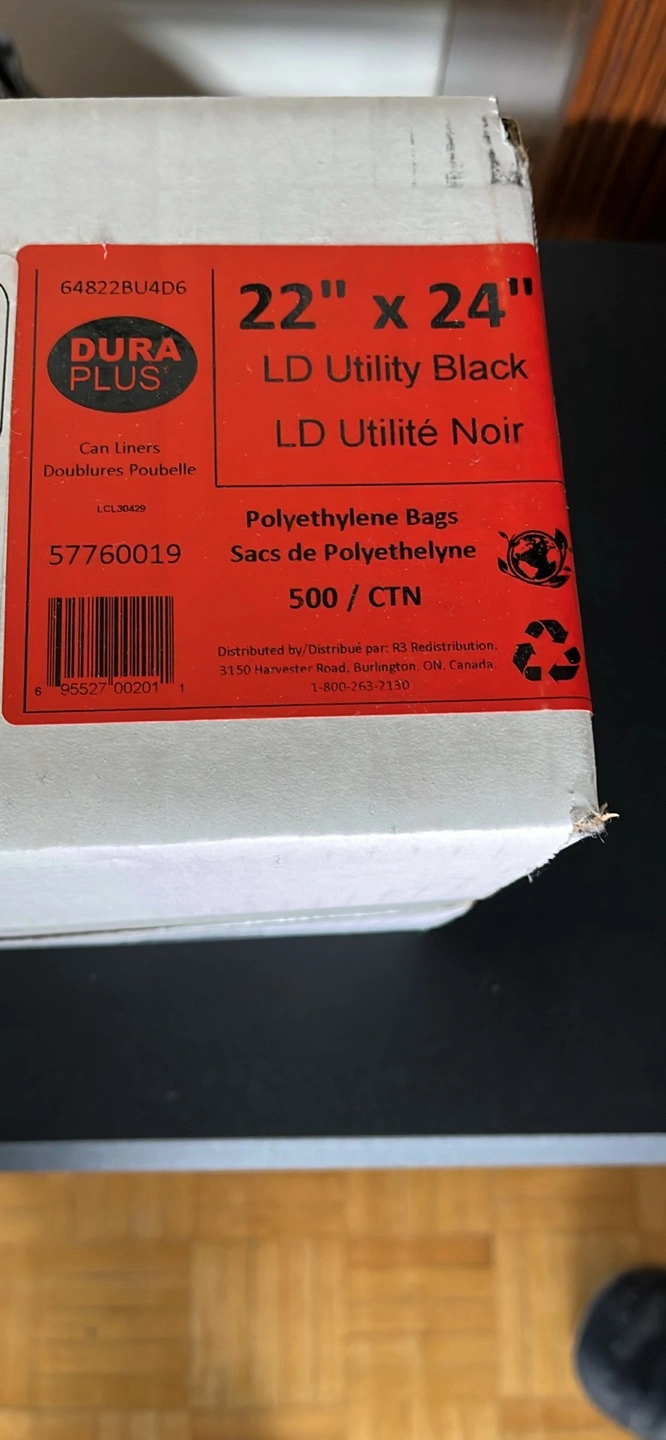 64822BU4D6
DURA
PLUS
Can Liners
Doublures Poubelle
LCL30429
57760019
6 95527 00201 1
22" x 24"
LD Utility Black
LD Utilité Noir
Polyethylene Bags
Sacs de Polyethelyne
500 / CTN
Distributed by/Distribué par: R3 Redistribution.
3150 Harvester Road, Burlington, ON, Canada.
1-800-263-2130